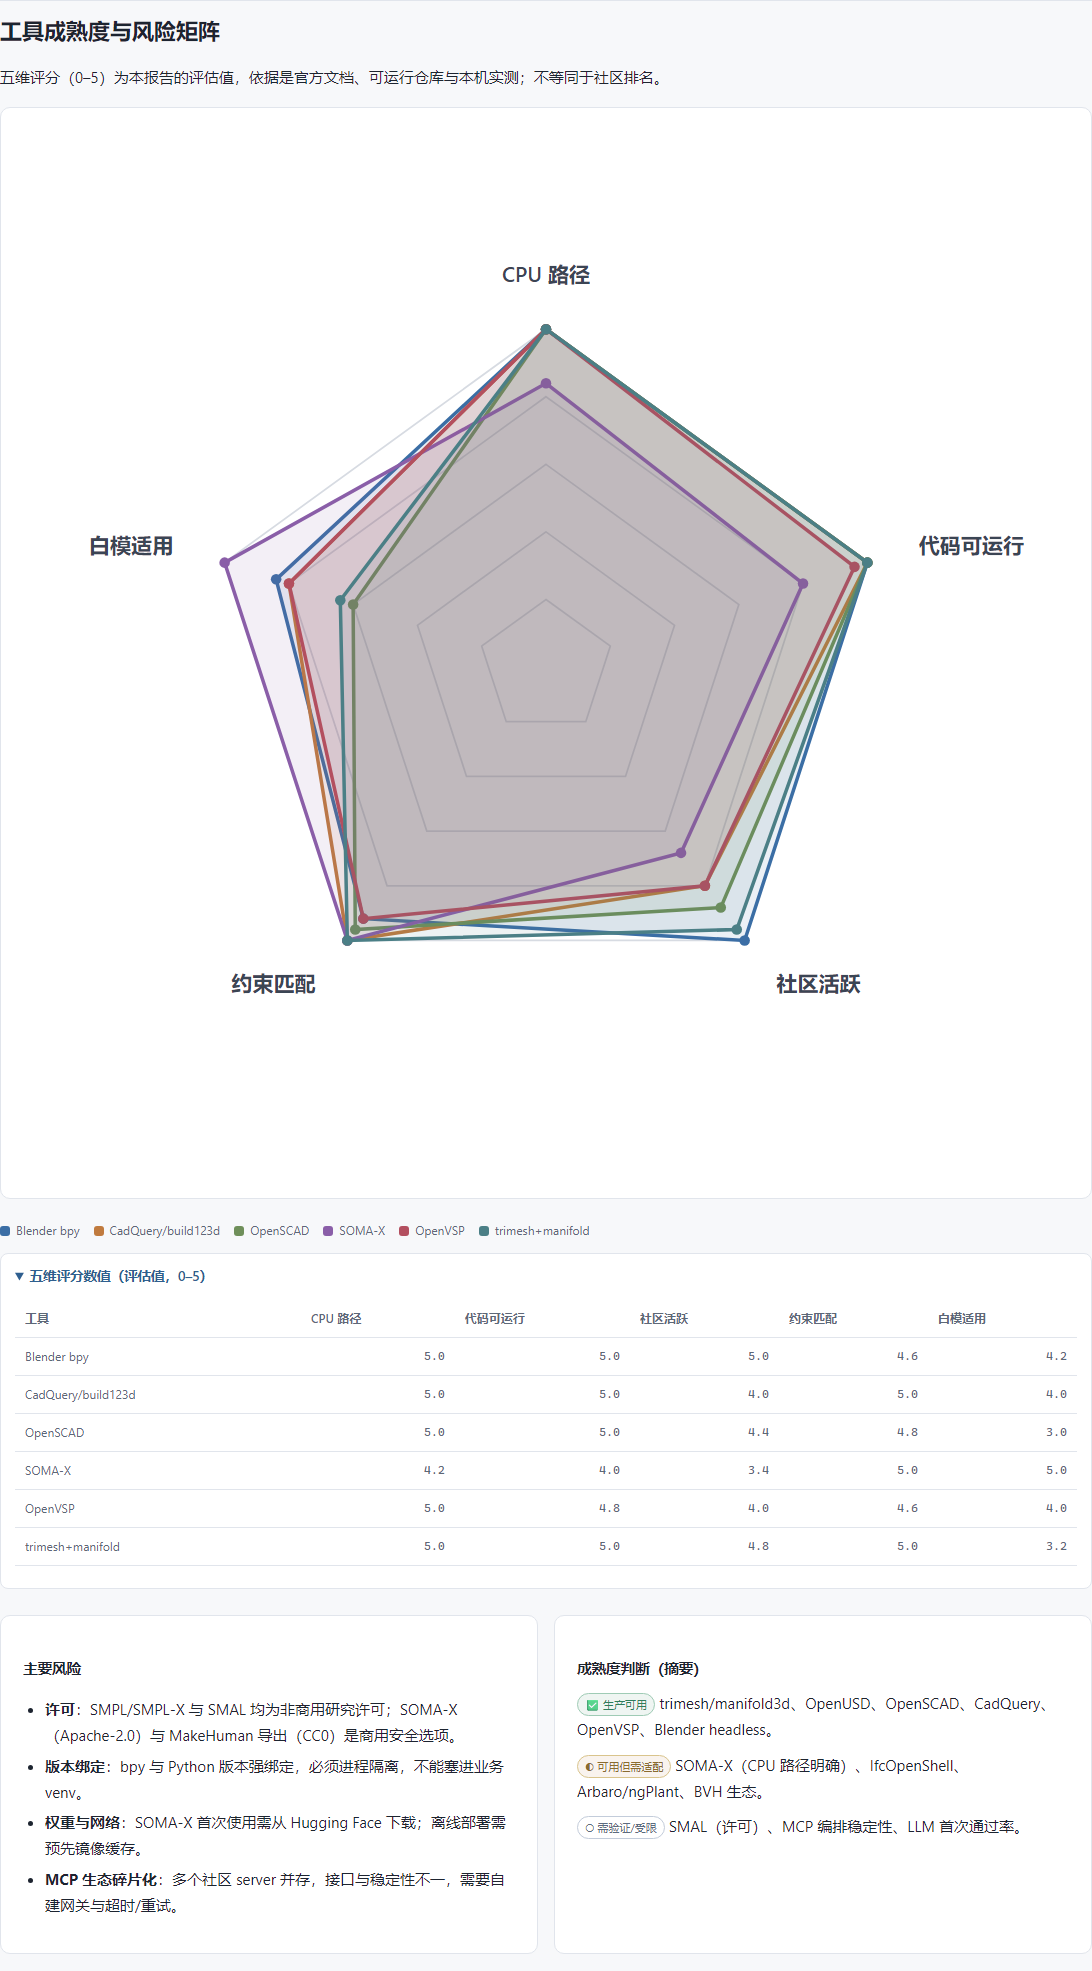 工具成熟度与风险矩阵
五维评分（0–5）为本报告的评估值，依据是官方文档、可运行仓库与本机实测；不等同于社区排名。
CPU 路径
白模适用
代码可运行
约束匹配
社区活跃
Blender bpy CadQuery/build123d OpenSCAD SOMA-X OpenVSP trimesh+manifold
▼ 五维评分数值（评估值，0–5）
工具 CPU 路径 代码可运行 社区活跃 约束匹配 白模适用
Blender bpy 5.0 5.0 5.0 4.6 4.2
CadQuery/build123d 5.0 5.0 4.0 5.0 4.0
OpenSCAD 5.0 5.0 4.4 4.8 3.0
SOMA-X 4.2 4.0 3.4 5.0 5.0
OpenVSP 5.0 4.8 4.0 4.6 4.0
trimesh+manifold 5.0 5.0 4.8 5.0 3.2
主要风险
• 许可：SMPL/SMPL-X 与 SMAL 均为非商用研究许可；SOMA-X
（Apache-2.0）与 MakeHuman 导出（CC0）是商用安全选项。
• 版本绑定：bpy 与 Python 版本强绑定，必须进程隔离，不能塞进业务
venv。
• 权重与网络：SOMA-X 首次使用需从 Hugging Face 下载；离线部署需
预先镜像缓存。
• MCP 生态碎片化：多个社区 server 并存，接口与稳定性不一，需要自
建网关与超时/重试。
成熟度判断（摘要）
✅ 生产可用 trimesh/manifold3d、OpenUSD、OpenSCAD、CadQuery、
OpenVSP、Blender headless。
◐ 可用但需适配 SOMA-X（CPU 路径明确）、IfcOpenShell、
Arbaro/ngPlant、BVH 生态。
○ 需验证/受限 SMAL（许可）、MCP 编排稳定性、LLM 首次通过率。